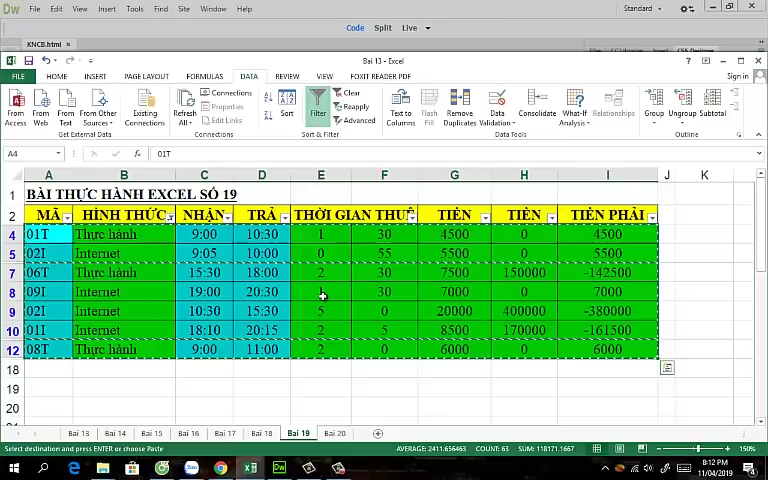 Dw File Edit View Insert Tools Find Site Window Help Standard
Code Split Live
KNCB.html
Bai 13 - Excel
FILE HOME INSERT PAGE LAYOUT FORMULAS DATA REVIEW VIEW FOXIT READER PDF Sign in
From Access From Web From Text From Other Sources Existing Connections Refresh All Connections Properties Edit Links Sort Filter Clear Reapply Advanced Text to Columns Flash Fill Remove Duplicates Data Validation Consolidate What-If Analysis Relationships Group Ungroup Subtotal
Get External Data Connections Sort & Filter Data Tools Outline
A4 fx 01T
A B C D E F G H I J K
1 BÀI THỰC HÀNH EXCEL SỐ 19
2 MÃ HÌNH THỨC NHẬN TRẢ THỜI GIAN THUÊ TIỀN TIỀN TIỀN PHẢI
4 01T Thực hành 9:00 10:30 1 30 4500 0 4500
5 02I Internet 9:05 10:00 0 55 5500 0 5500
7 06T Thực hành 15:30 18:00 2 30 7500 150000 -142500
8 09I Internet 19:00 20:30 1 30 7000 0 7000
9 02I Internet 10:30 15:30 5 0 20000 400000 -380000
10 01I Internet 18:10 20:15 2 5 8500 170000 -161500
12 08T Thực hành 9:00 11:00 2 0 6000 0 6000
18
19
20
Bai 13 Bai 14 Bai 15 Bai 16 Bai 17 Bai 18 Bai 19 Bai 20
Select destination and press ENTER or choose Paste AVERAGE: 2411.656463 COUNT: 63 SUM: 118171.1667 150%
8:12 PM
11/04/2019